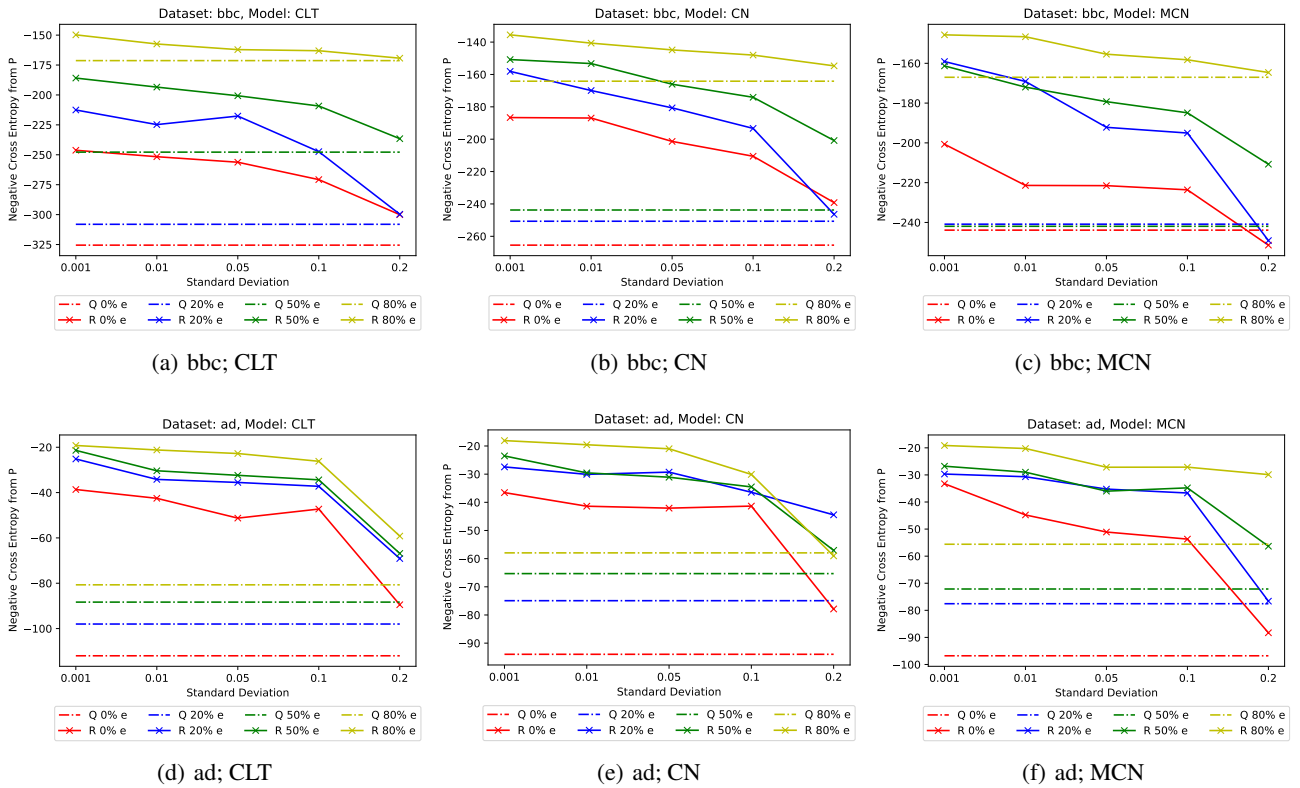 Dataset: bbc, Model: CLT
Negative Cross Entropy from P
−150
−175
−200
−225
−250
−275
−300
−325
0.001 0.01 0.05 0.1 0.2
Standard Deviation
Q 0% e Q 20% e Q 50% e Q 80% e
R 0% e R 20% e R 50% e R 80% e
(a) bbc; CLT
Dataset: bbc, Model: CN
Negative Cross Entropy from P
−140
−160
−180
−200
−220
−240
−260
0.001 0.01 0.05 0.1 0.2
Standard Deviation
Q 0% e Q 20% e Q 50% e Q 80% e
R 0% e R 20% e R 50% e R 80% e
(b) bbc; CN
Dataset: bbc, Model: MCN
Negative Cross Entropy from P
−160
−180
−200
−220
−240
0.001 0.01 0.05 0.1 0.2
Standard Deviation
Q 0% e Q 20% e Q 50% e Q 80% e
R 0% e R 20% e R 50% e R 80% e
(c) bbc; MCN
Dataset: ad, Model: CLT
Negative Cross Entropy from P
−20
−40
−60
−80
−100
0.001 0.01 0.05 0.1 0.2
Standard Deviation
Q 0% e Q 20% e Q 50% e Q 80% e
R 0% e R 20% e R 50% e R 80% e
(d) ad; CLT
Dataset: ad, Model: CN
Negative Cross Entropy from P
−20
−30
−40
−50
−60
−70
−80
−90
0.001 0.01 0.05 0.1 0.2
Standard Deviation
Q 0% e Q 20% e Q 50% e Q 80% e
R 0% e R 20% e R 50% e R 80% e
(e) ad; CN
Dataset: ad, Model: MCN
Negative Cross Entropy from P
−20
−30
−40
−50
−60
−70
−80
−90
−100
0.001 0.01 0.05 0.1 0.2
Standard Deviation
Q 0% e Q 20% e Q 50% e Q 80% e
R 0% e R 20% e R 50% e R 80% e
(f) ad; MCN